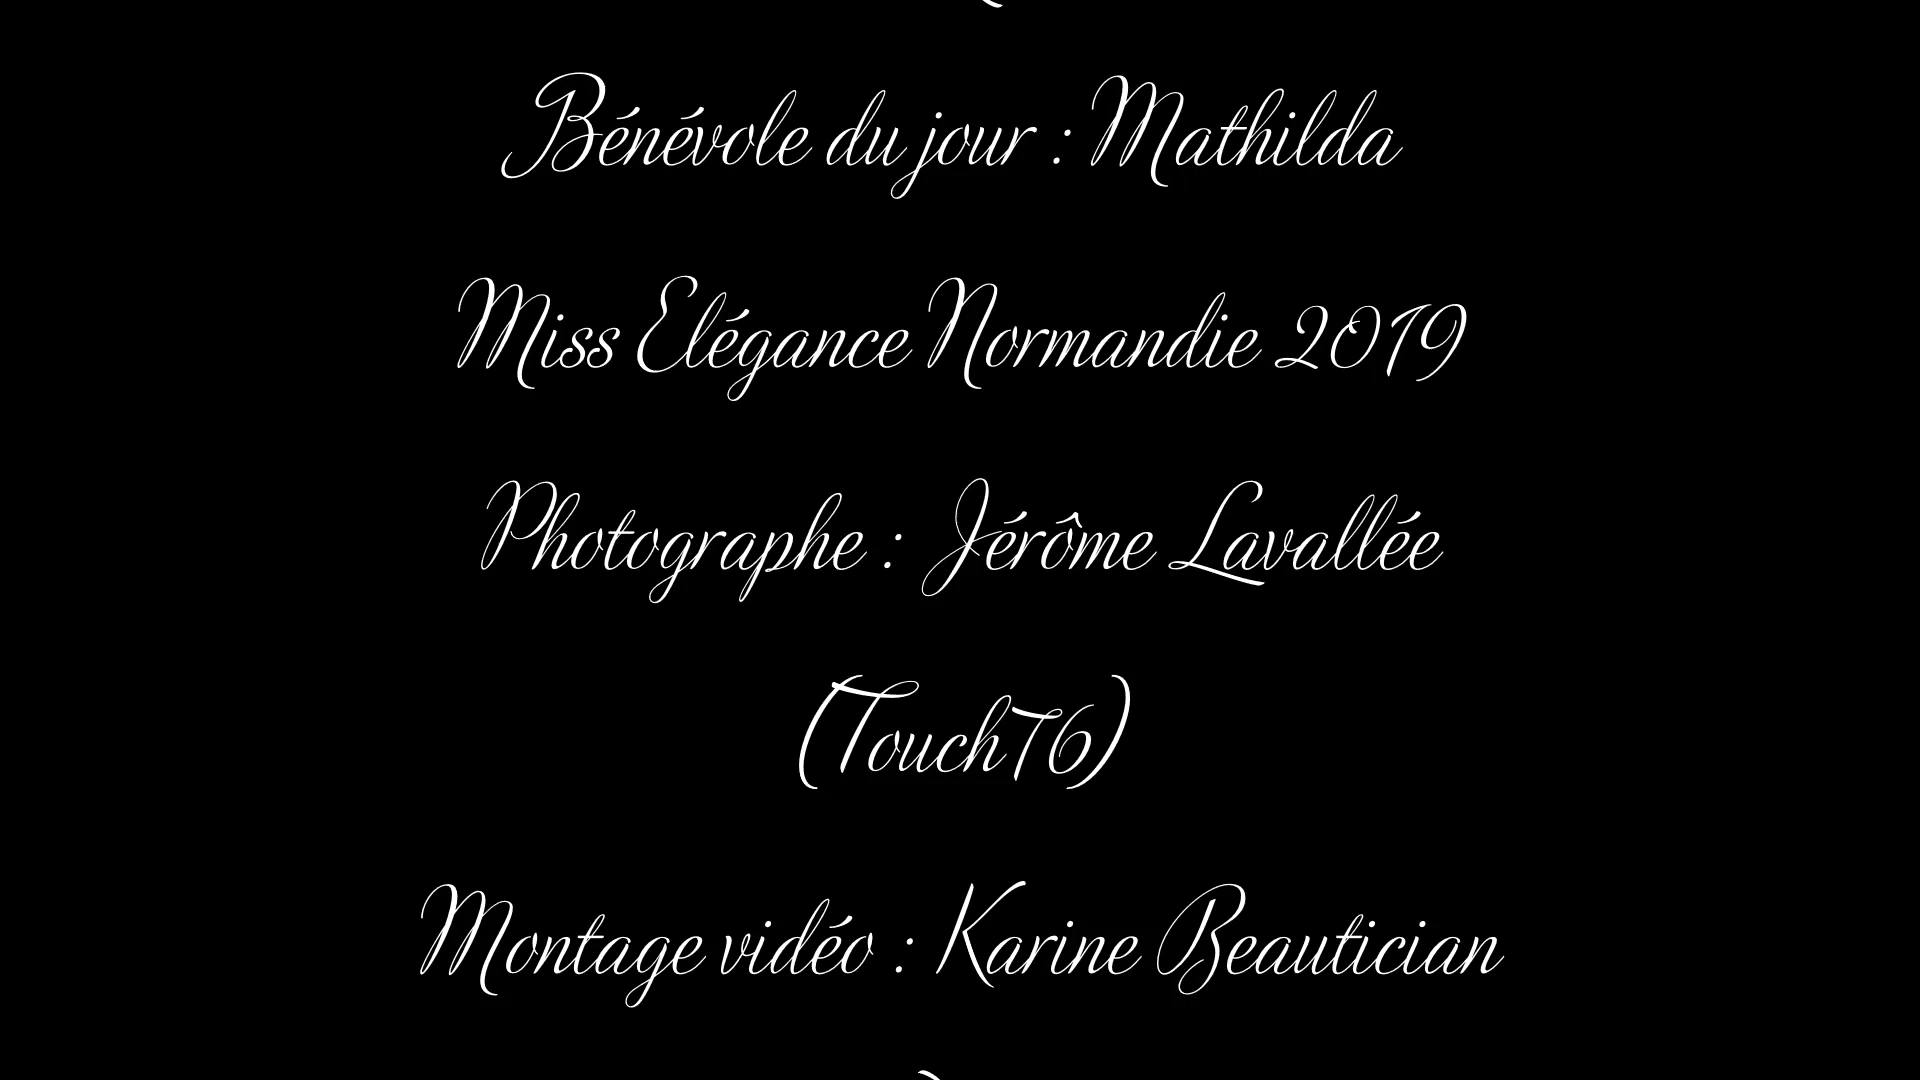 Bénévole du jour : Mathilda
Miss Elégance Normandie 2019
Photographe : Jérôme Lavallée
(Touch76)
Montage vidéo : Karine Beautician